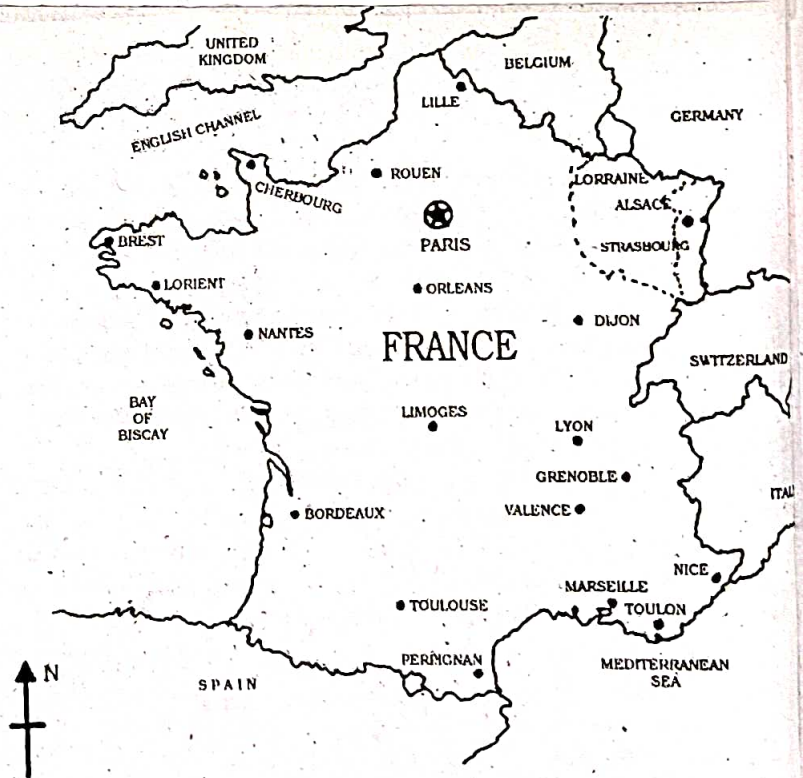 UNITED
KINGDOM
BELGIUM
LILLE
GERMANY
ENGLISH CHANNEL
ROUEN
LORRAINE
CHERBOURG
ALSACE
PARIS
STRASBOURG
BREST
LORIENT
ORLEANS
NANTES
DIJON
FRANCE
SWITZERLAND
BAY
OF
BISCAY
LIMOGES
LYON
GRENOBLE
ITAL
VALENCE
BORDEAUX
NICE
MARSEILLE
TOULOUSE
TOULON
PERIGNAN
MEDITERRANEAN
SEA
N
SPAIN